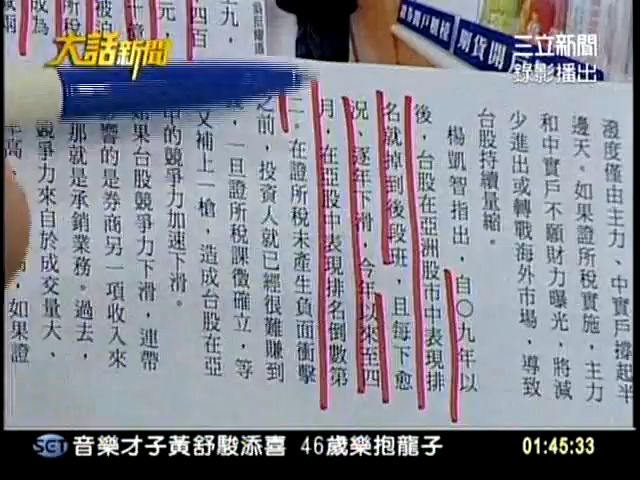 大話新聞
三立新聞
錄影播出
期貨開
度僅由主力、中實戶撐起半
邊天。如果證所稅實施，主力
和中實戶不願財力曝光，將減
少進出或轉戰海外市場，導致
台股持續量縮。
楊凱智指出，自〇九年以
後，台股在亞洲股市中表現排
名就掉到後段班，且每下愈
況，逐年下滑，今年以來至四
月，在亞股中表現排名倒數第
二。在證所稅未產生負面衝擊
之前，投資人就已經很難賺到
，一旦證所稅課徵確立，等
又補上一槍，造成台股在亞
中的競爭力加速下滑。
如果台股競爭力下滑，連帶
影響的是券商另一項收入來
那就是承銷業務。過去，
競爭力來自於成交量大、
率高
，如果證
SET 音樂才子黃舒駿添喜 46歲樂抱龍子
01:45:33